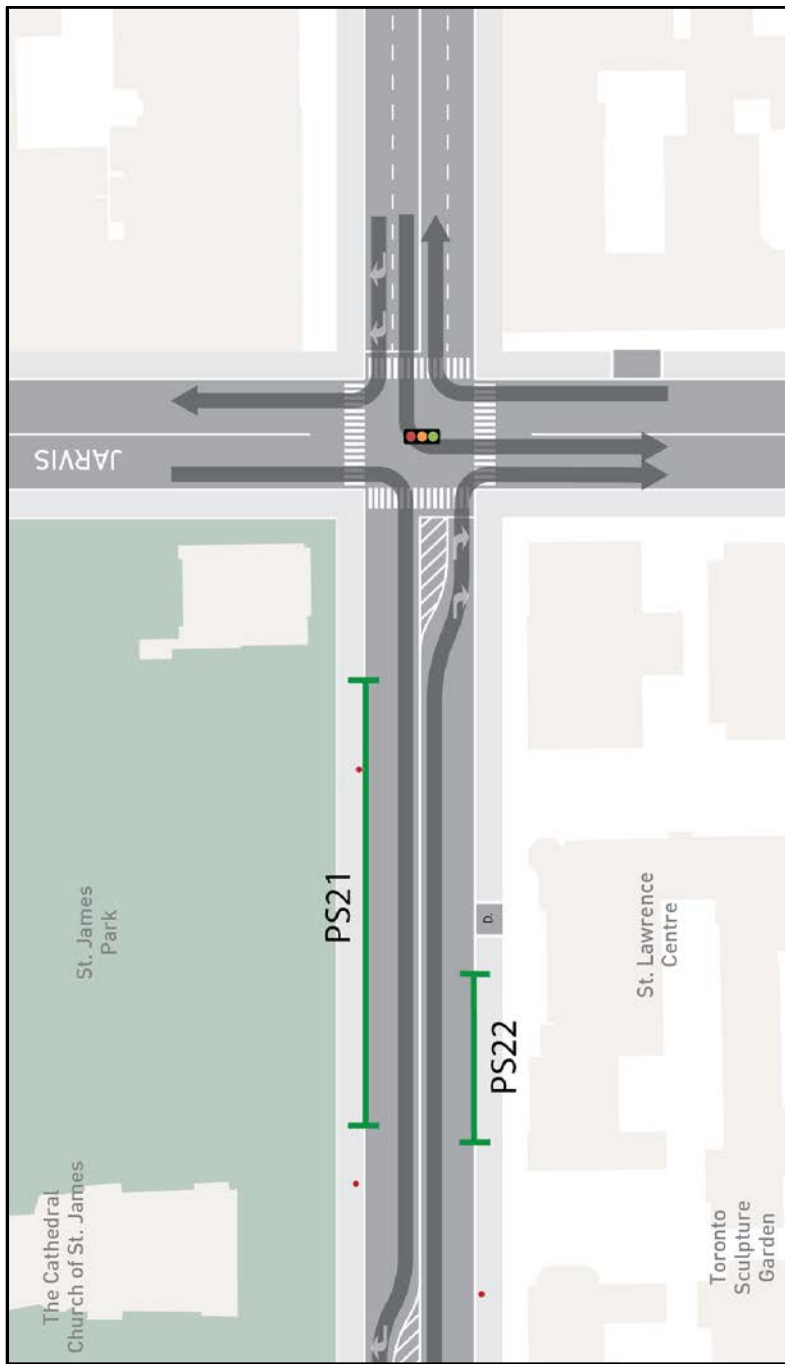 JARVIS
St. James
Park
PS21
D.
St. Lawrence
Centre
PS22
The Cathedral
Church of St. James
Toronto
Sculpture
Garden